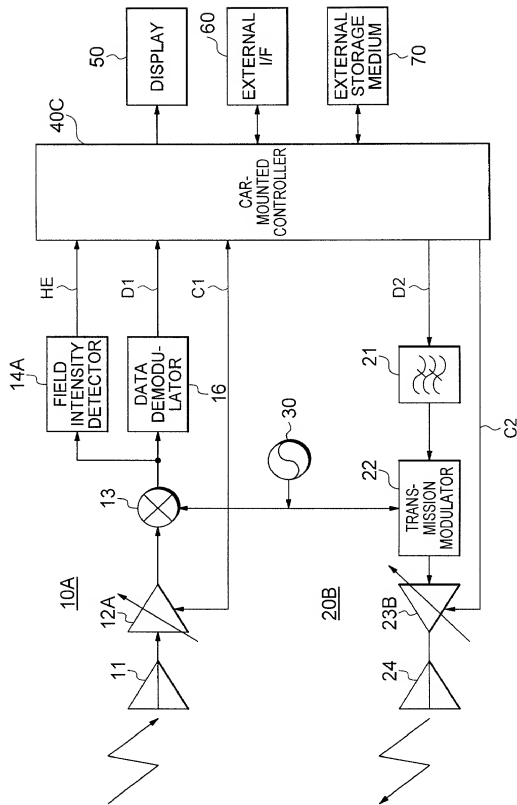 10A
11
12A
13
14A
FIELD
INTENSITY
DETECTOR
HE
DATA
DEMODU-
LATOR
16
D1
C1
40C
CAR-
MOUNTED
CONTROLLER
50
DISPLAY
60
EXTERNAL
I/F
EXTERNAL
STORAGE
MEDIUM
70
30
20B
24
23B
22
TRANS-
MISSION
MODULATOR
21
D2
C2